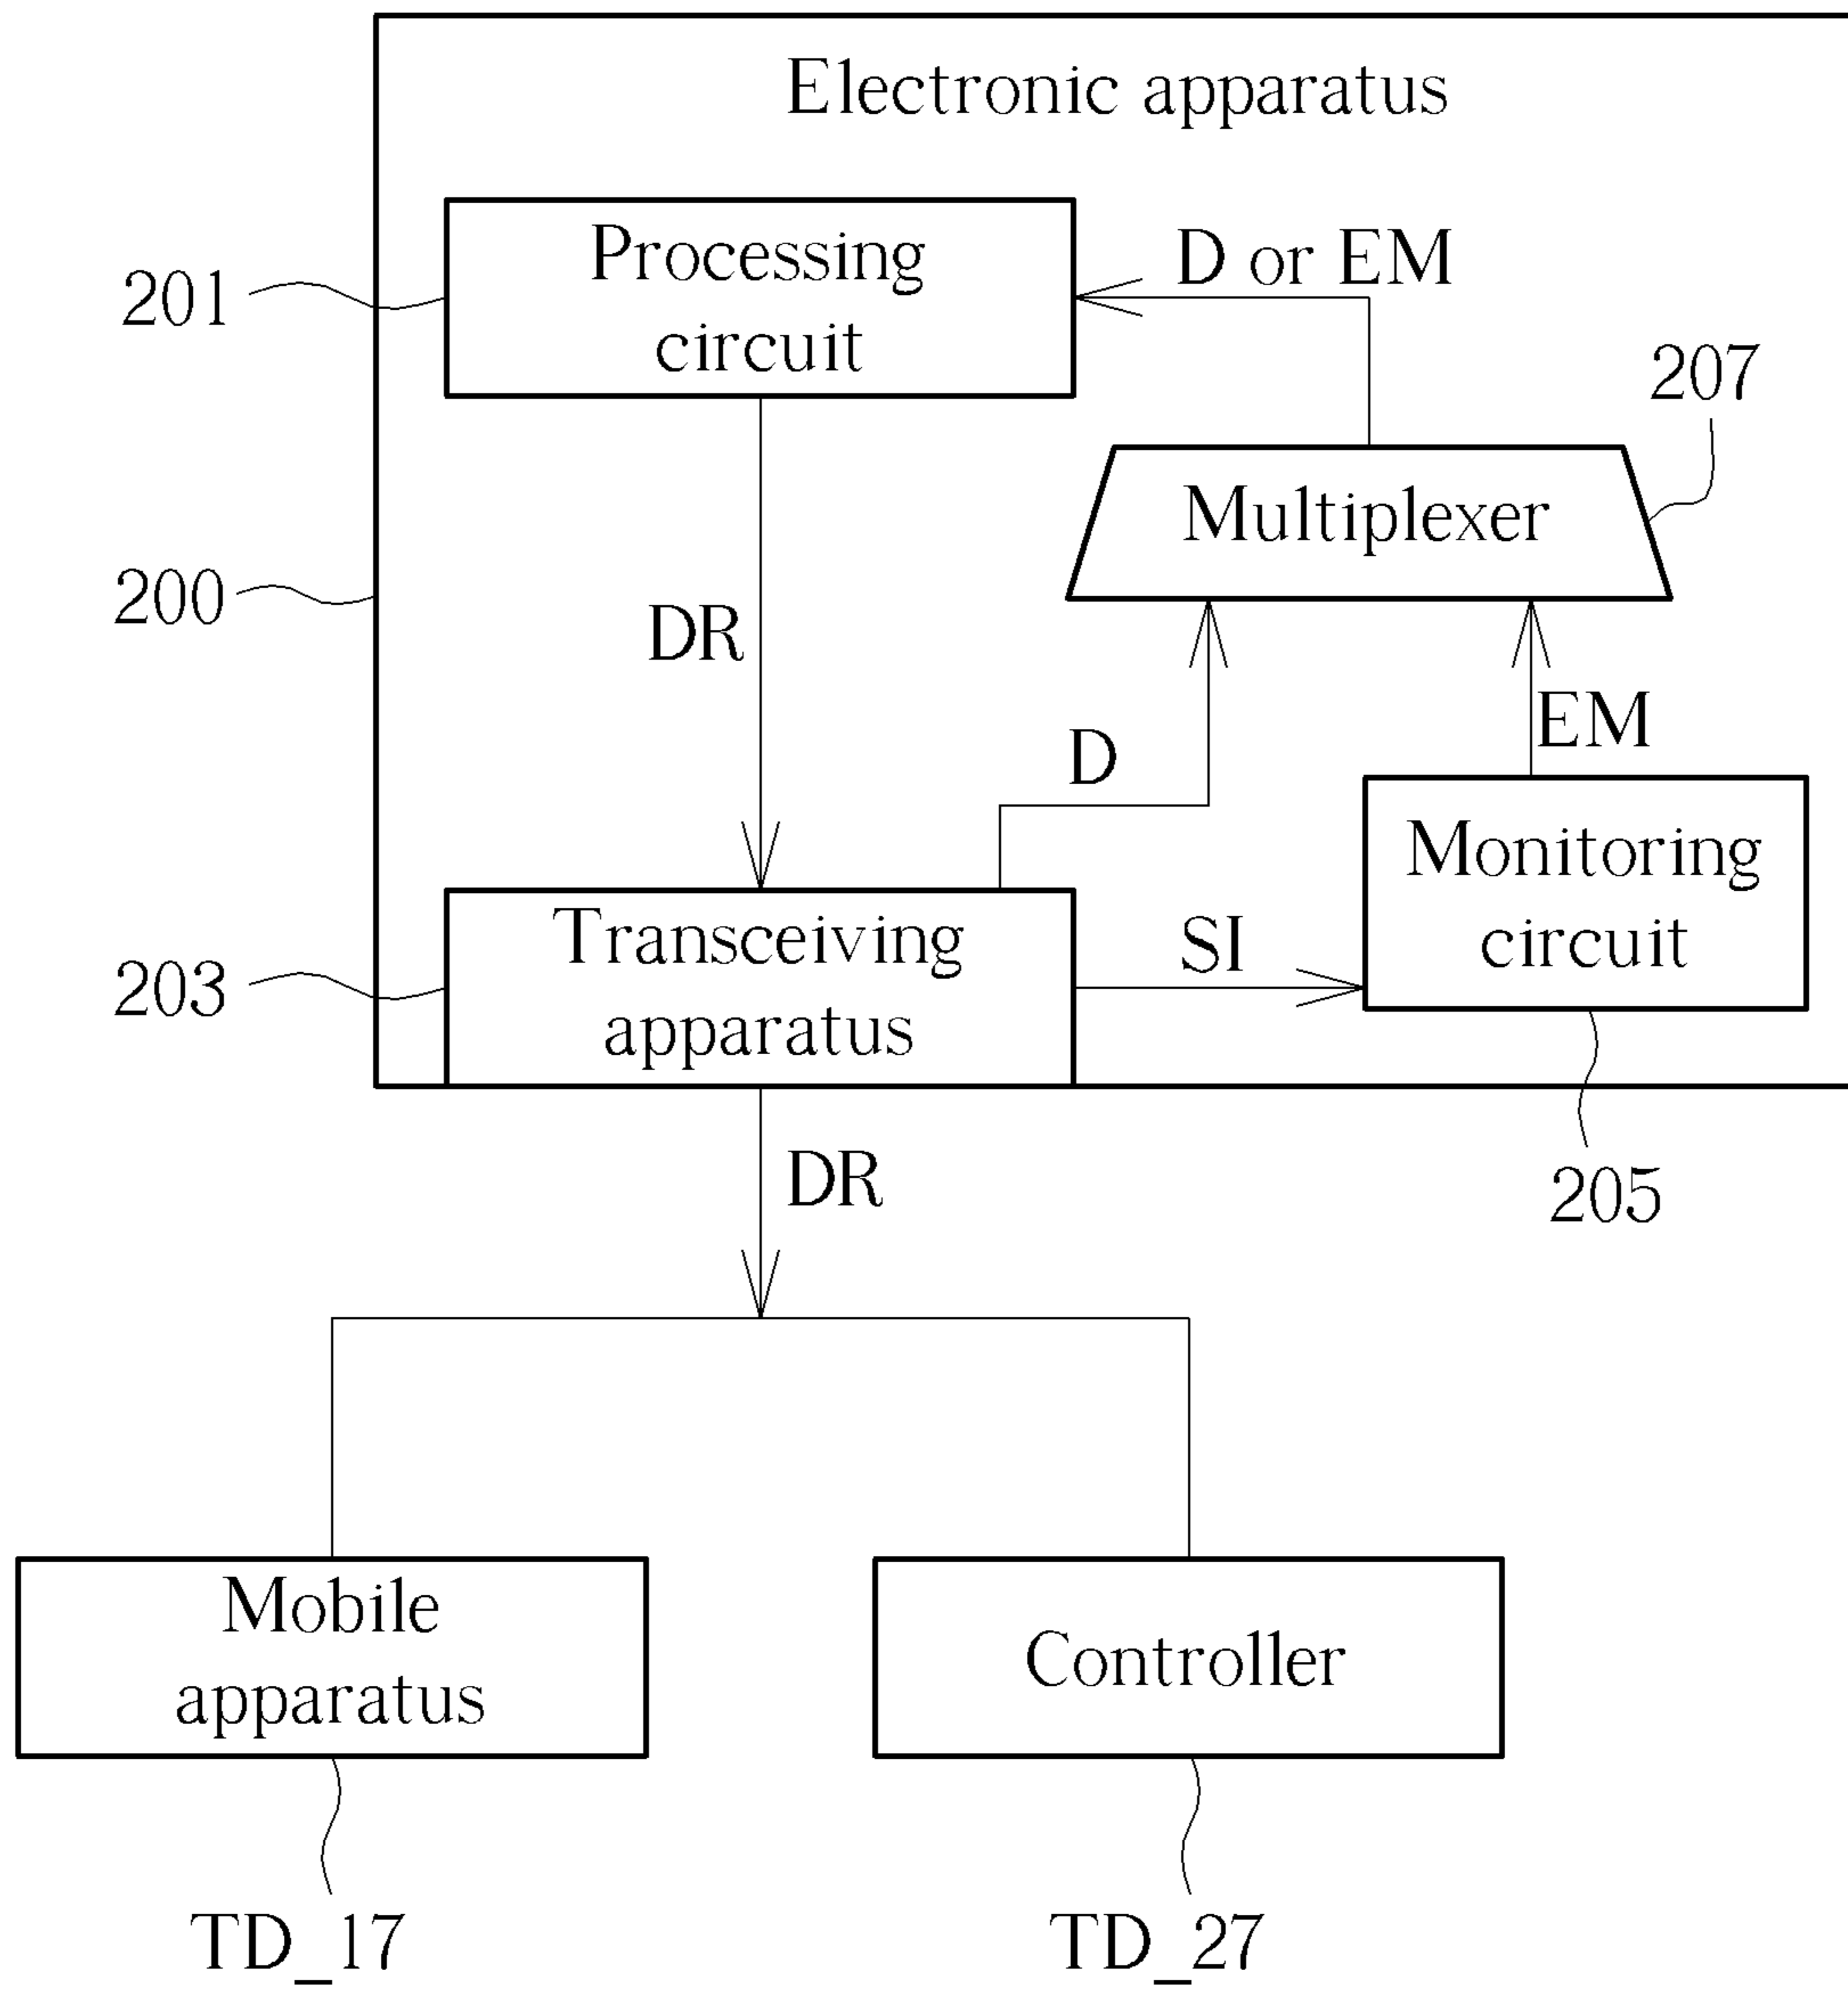 Electronic apparatus
Processing
circuit
D or EM
201
207
Multiplexer
200
DR
EM
D
Monitoring
circuit
Transceiving
apparatus
SI
203
DR
205
Mobile
apparatus
Controller
TD_17
TD_27